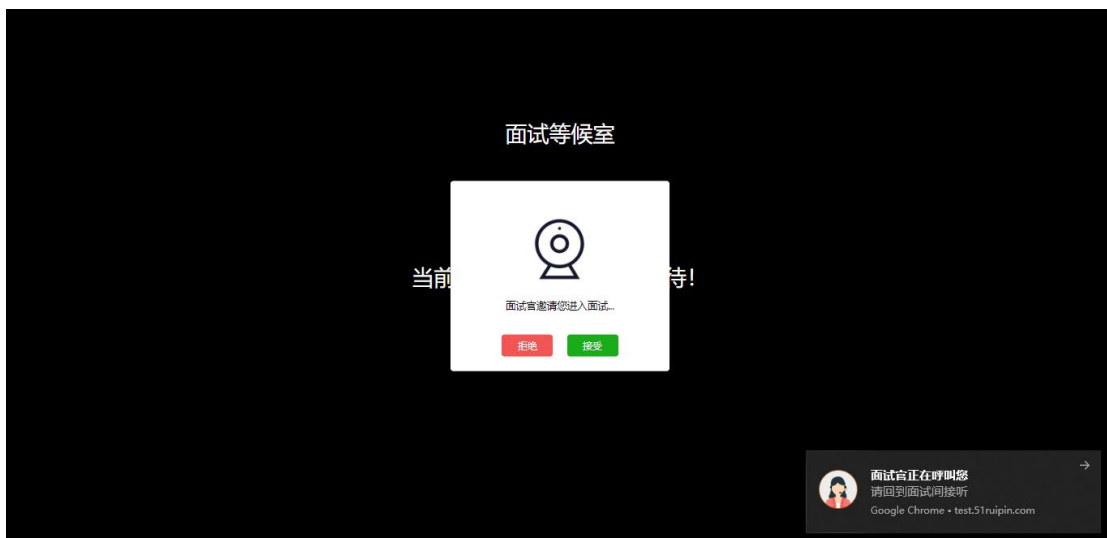 面试等候室
当前
待!
面试官邀请您进入面试...
拒绝
接受
面试官正在呼叫您
请回到面试间接听
Google Chrome • test.51ruipin.com